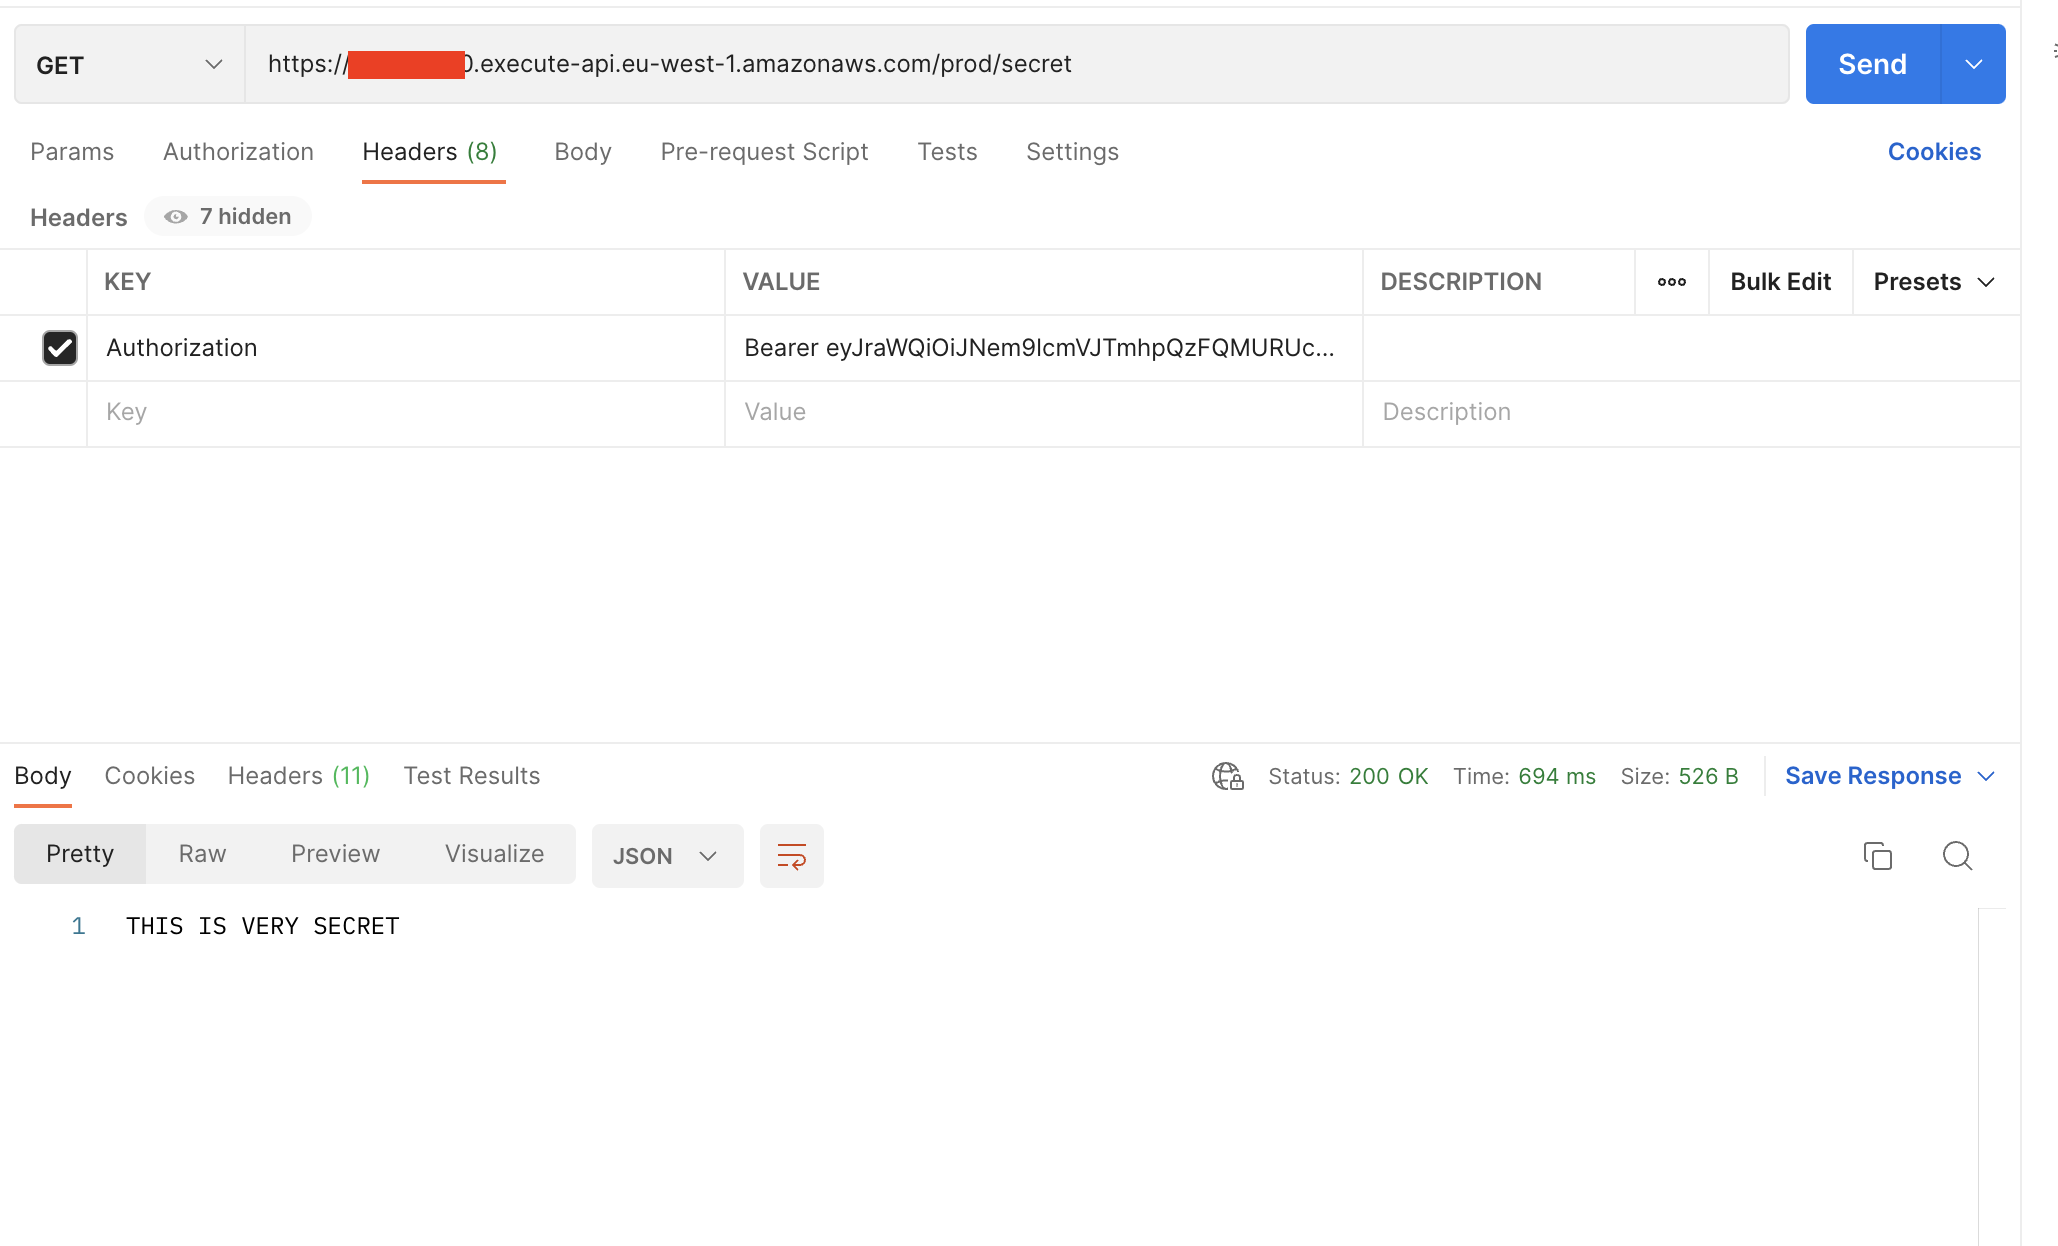 GET https://0.execute-api.eu-west-1.amazonaws.com/prod/secret Send
Params Authorization Headers (8) Body Pre-request Script Tests Settings Cookies
Headers 7 hidden
KEY VALUE DESCRIPTION ooo Bulk Edit Presets
Authorization Bearer eyJraWQiOiJNem9IcmVJTmhpQzFQMURUc...
Key Value Description
Body Cookies Headers (11) Test Results Status: 200 OK Time: 694 ms Size: 526 B Save Response
Pretty Raw Preview Visualize JSON
1 THIS IS VERY SECRET